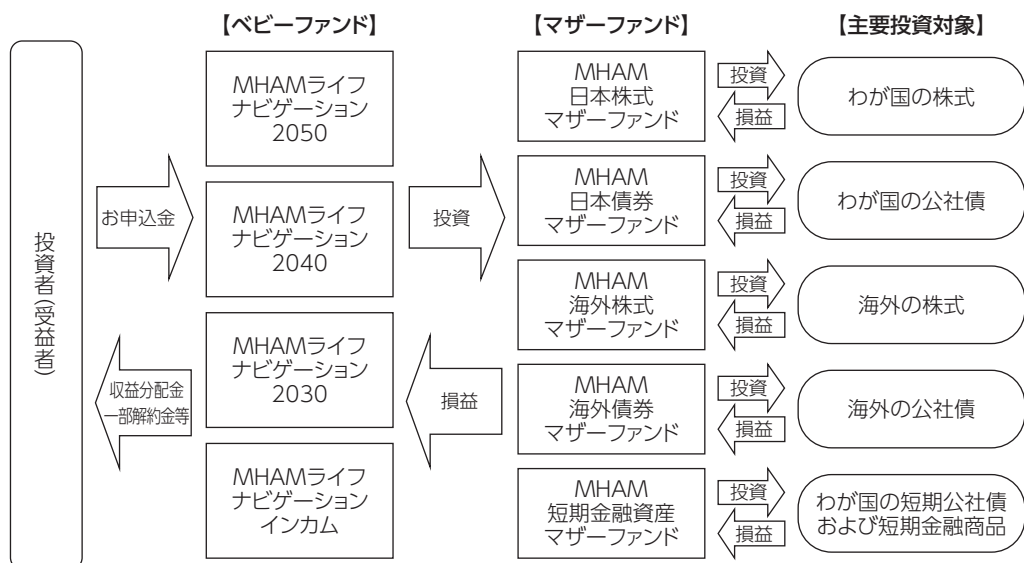 【ベビーファンド】
【マザーファンド】
【主要投資対象】
投資者(受益者)
お申込金
収益分配金
一部解約金等
MHAMライフ
ナビゲーション
2050
MHAMライフ
ナビゲーション
2040
MHAMライフ
ナビゲーション
2030
MHAMライフ
ナビゲーション
インカム
投資
損益
MHAM
日本株式
マザーファンド
投資
損益
わが国の株式
MHAM
日本債券
マザーファンド
投資
損益
わが国の公社債
MHAM
海外株式
マザーファンド
投資
損益
海外の株式
MHAM
海外債券
マザーファンド
投資
損益
海外の公社債
MHAM
短期金融資産
マザーファンド
投資
損益
わが国の短期公社債
および短期金融商品